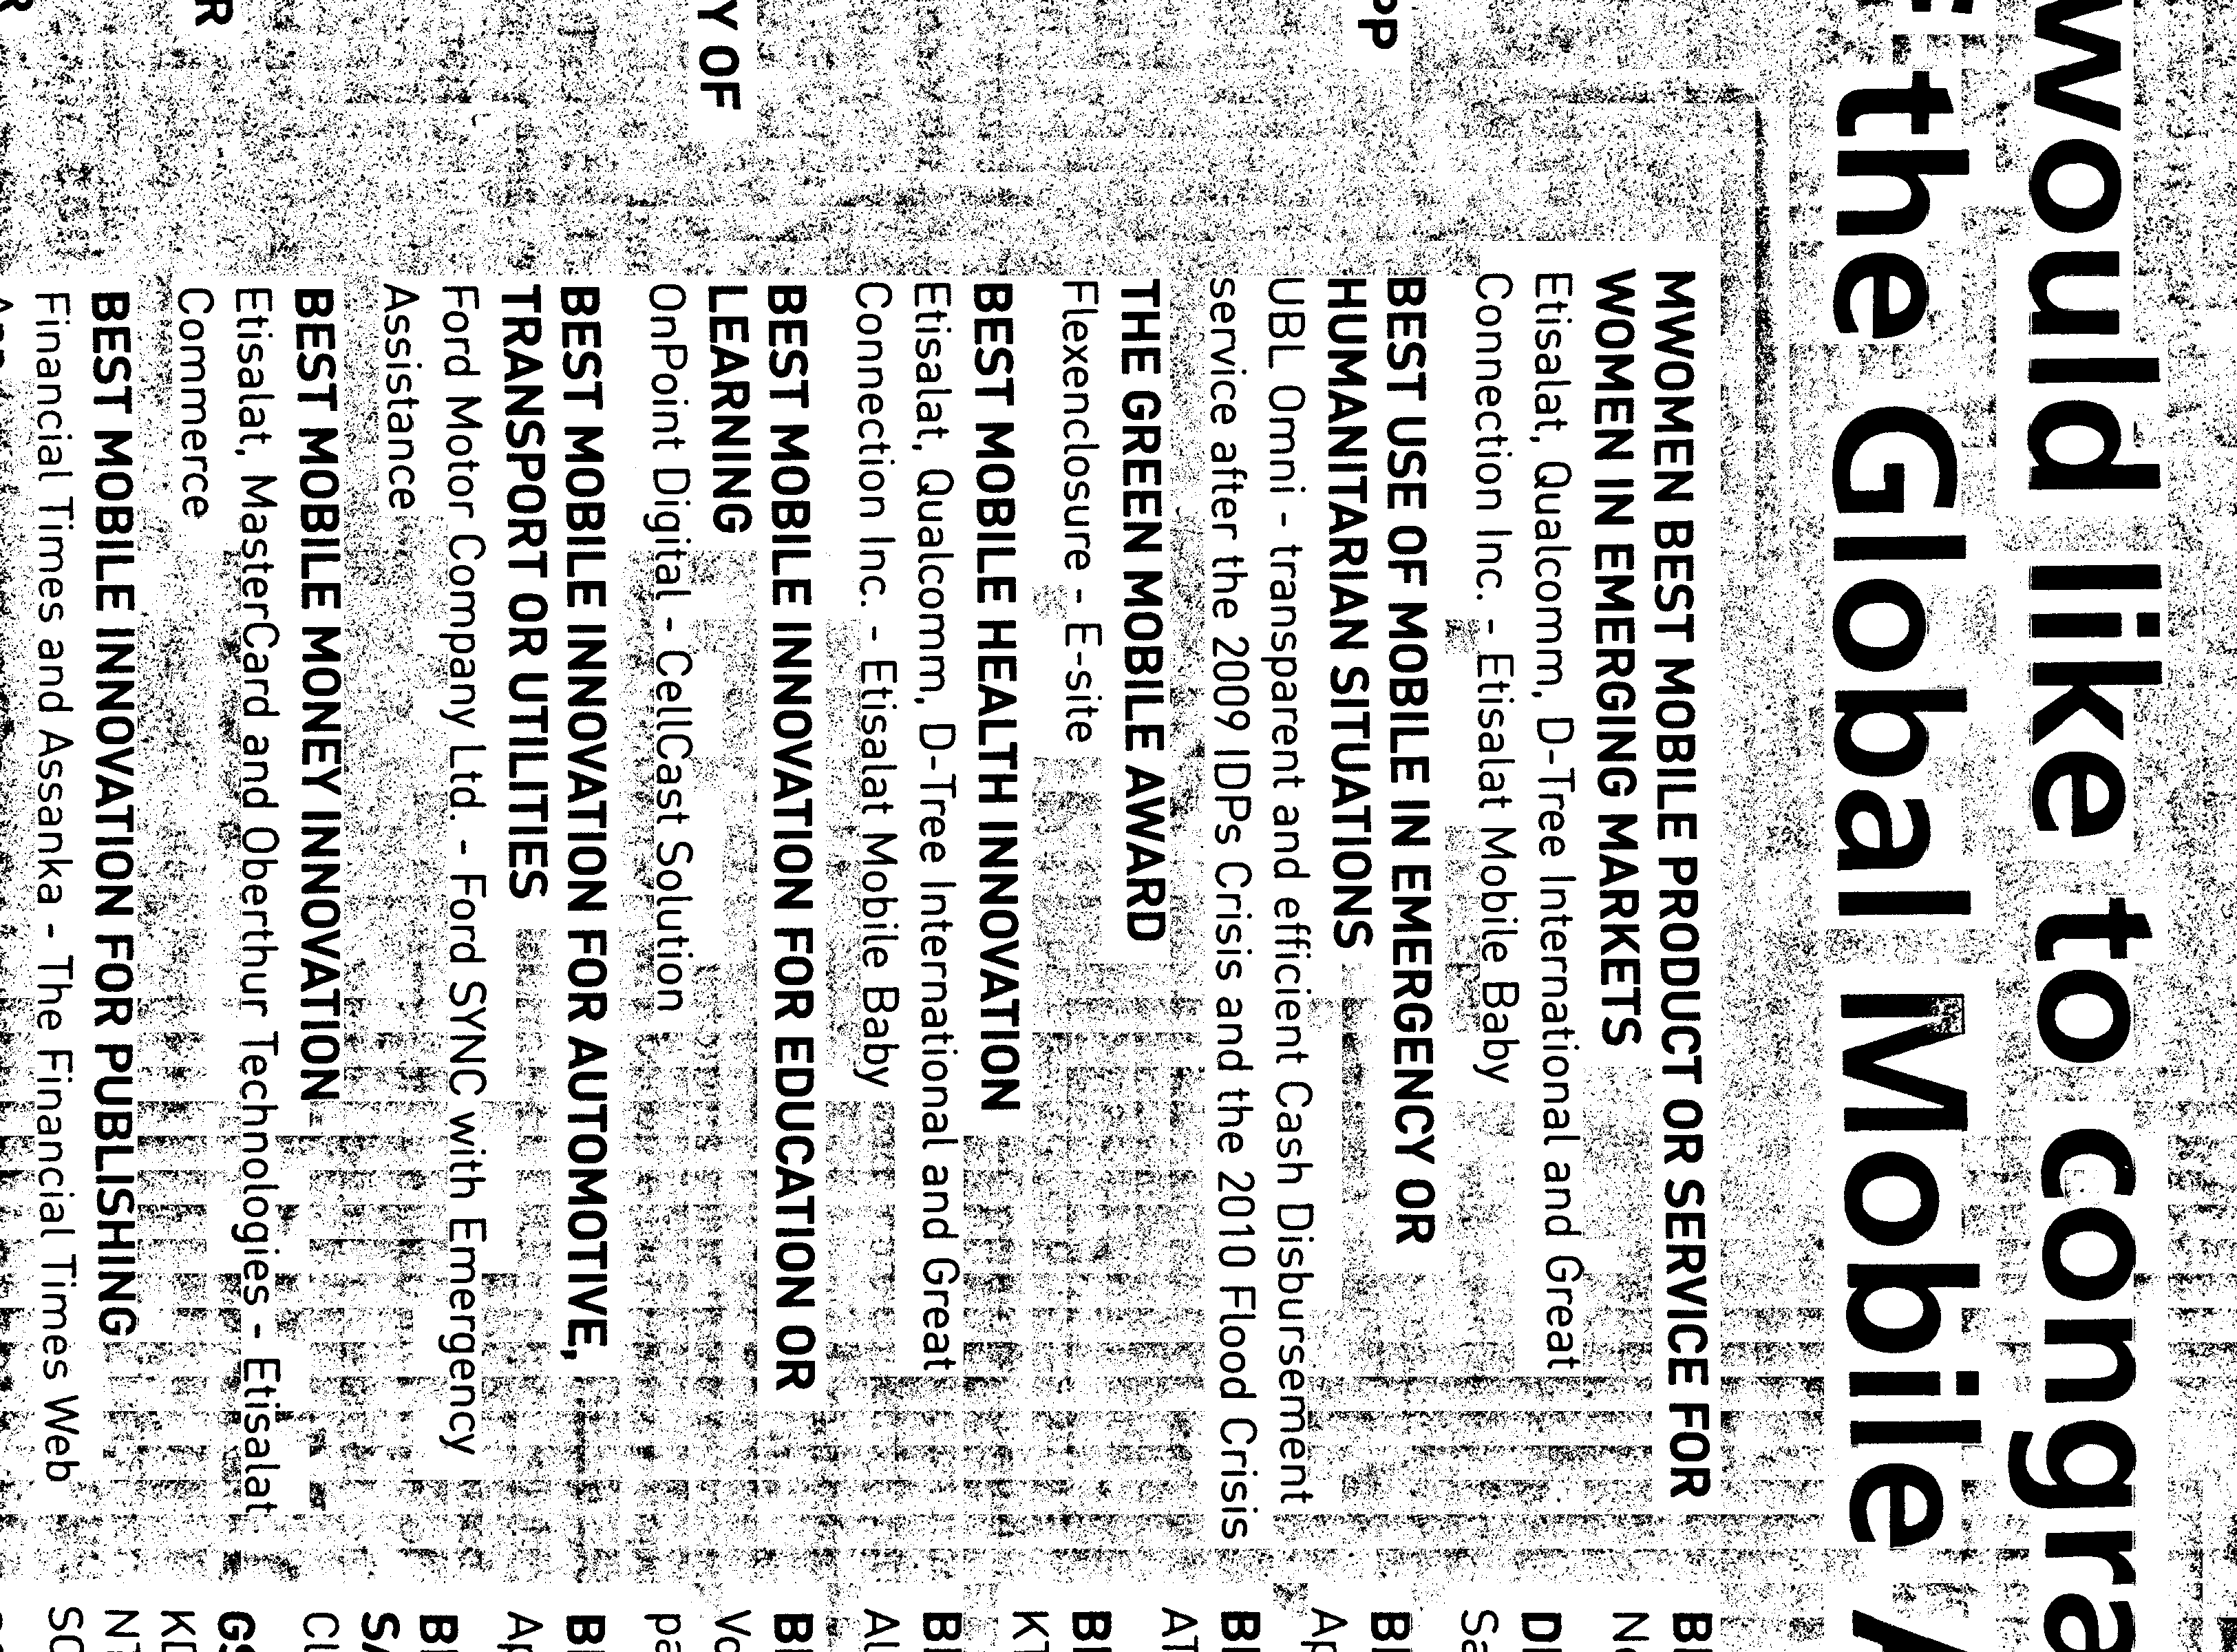 would like to congra
the Global Mobile A
MWOMEN BEST MOBILE PRODUCT OR SERVICE FOR
WOMEN IN EMERGING MARKETS
Etisalat, Qualcomm, D-Tree International and Great
Connection Inc. - Etisalat Mobile Baby
BEST USE OF MOBILE IN EMERGENCY OR
HUMANITARIAN SITUATIONS
UBL Omni - transparent and efficient Cash Disbursement
service after the 2009 IDPs Crisis and the 2010 Flood Crisis
THE GREEN MOBILE AWARD
Flexenclosure - E-site
BEST MOBILE HEALTH INNOVATION
Etisalat, Qualcomm, D-Tree International and Great
Connection Inc. - Etisalat Mobile Baby
BEST MOBILE INNOVATION FOR EDUCATION OR
LEARNING
OnPoint Digital - CellCast Solution
BEST MOBILE INNOVATION FOR AUTOMOTIVE,
TRANSPORT OR UTILITIES
Ford Motor Company Ltd. - Ford SYNC with Emergency
Assistance
BEST MOBILE MONEY INNOVATION
Etisalat, MasterCard and Oberthur Technologies - Etisalat
Commerce
BEST MOBILE INNOVATION FOR PUBLISHING
Financial Times and Assanka - The Financial Times Web
PP
Y OF
R